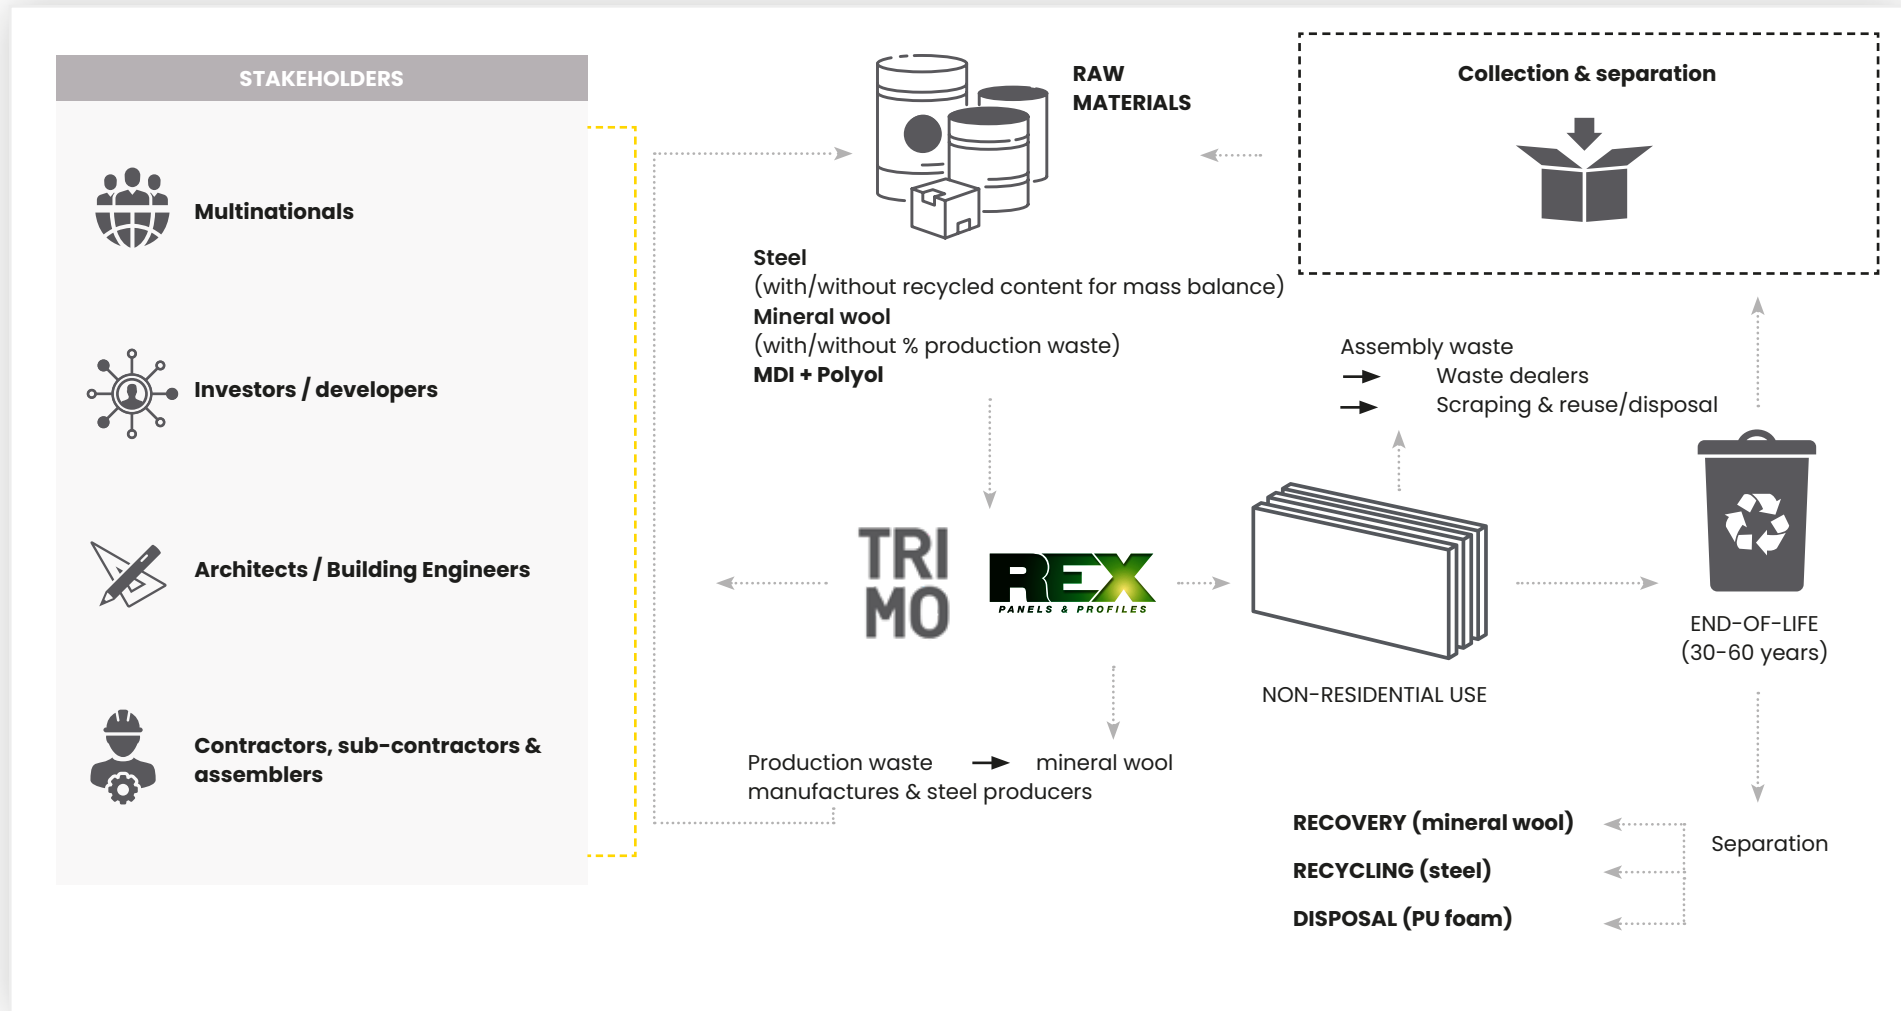 STAKEHOLDERS
Multinationals
Investors / developers
Architects / Building Engineers
Contractors, sub-contractors &
assemblers
RAW
MATERIALS
Steel
(with/without recycled content for mass balance)
Mineral wool
(with/without % production waste)
MDI + Polyol
Collection & separation
Assembly waste
Waste dealers
Scraping & reuse/disposal
TRI
MO
REX
PANELS & PROFILES
NON-RESIDENTIAL USE
END-OF-LIFE
(30-60 years)
Production waste → mineral wool
manufactures & steel producers
Separation
RECOVERY (mineral wool)
RECYCLING (steel)
DISPOSAL (PU foam)